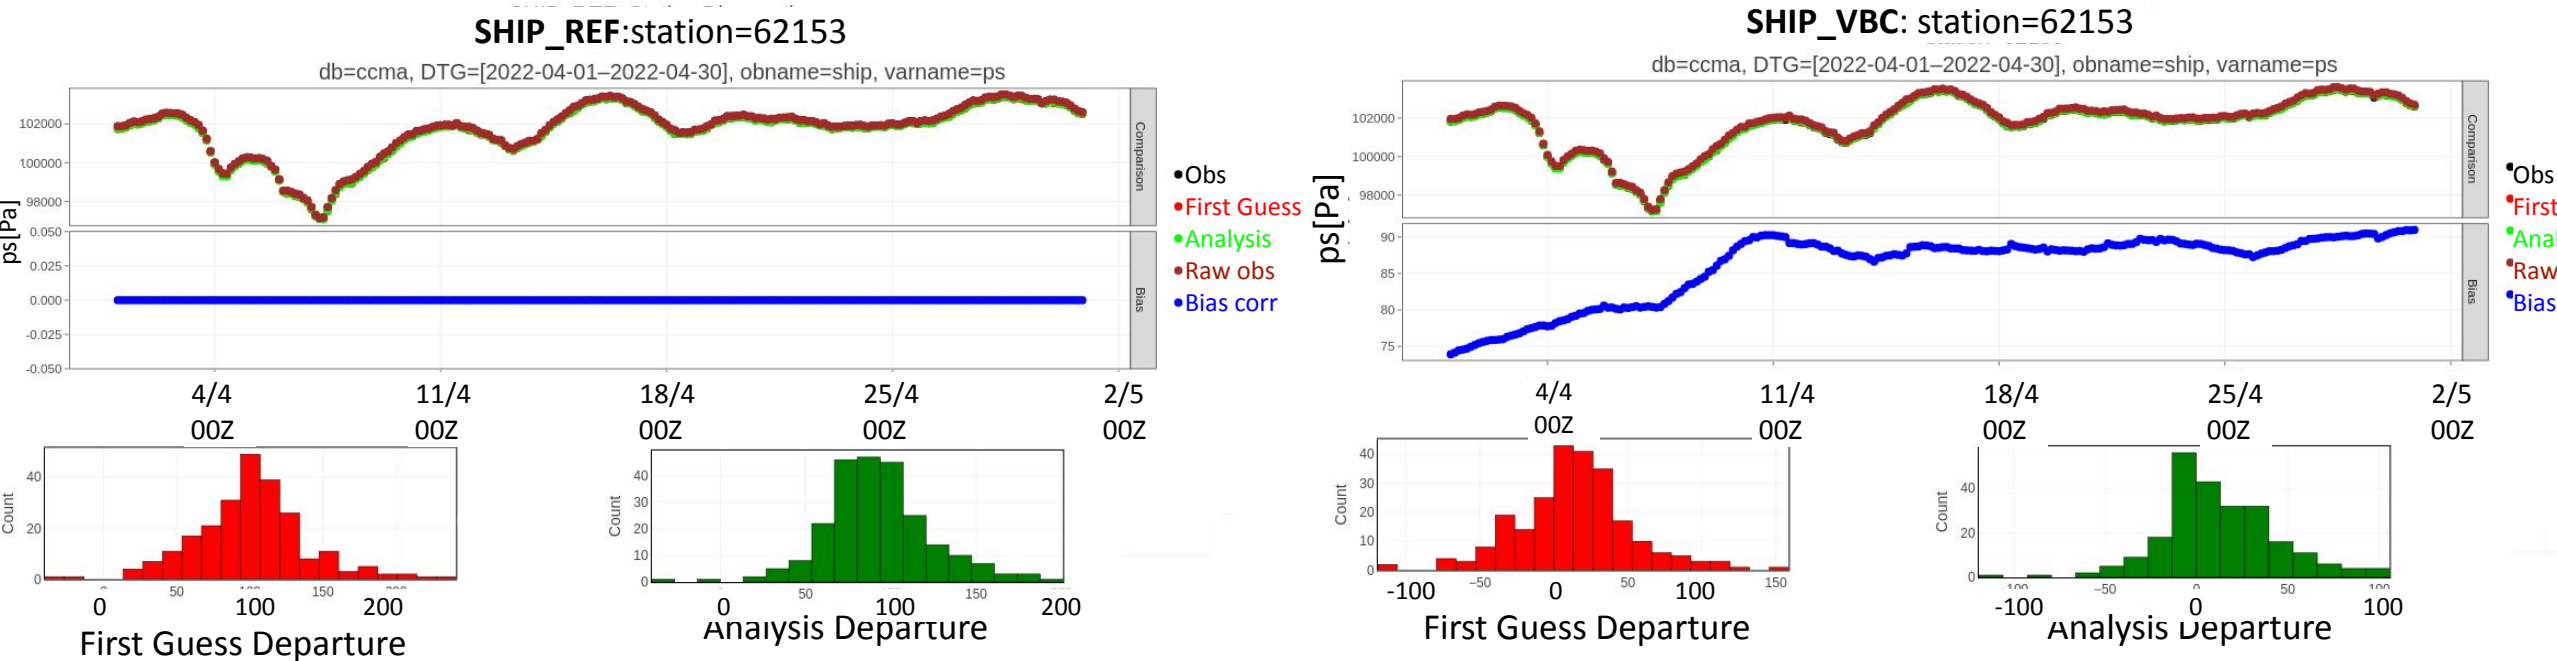 SHIP_REF:station=62153
db=ccma, DTG=[2022-04-01–2022-04-30], obname=ship, varname=ps
102000
100000
98000
Comparison
ps[Pa]
0.050
0.025
0.000
-0.025
-0.050
Bias
Obs
First Guess
Analysis
Raw obs
Bias corr
4/4 11/4 18/4 25/4 2/5
00Z 00Z 00Z 00Z 00Z
Count
40
20
0
50 150
0 100 200
First Guess Departure
Count
40
30
20
10
0
50 150
0 100 200
Analysis Departure
SHIP_VBC: station=62153
db=ccma, DTG=[2022-04-01–2022-04-30], obname=ship, varname=ps
102000
100000
98000
Comparison
ps[Pa]
90
85
80
75
Bias
Obs
First
Anal
Raw
Bias
4/4 11/4 18/4 25/4 2/5
00Z 00Z 00Z 00Z 00Z
Count
40
30
20
10
0
−50 50 150
-100 0 100
First Guess Departure
Count
40
20
0
−50 50
-100 0 100
Analysis Departure